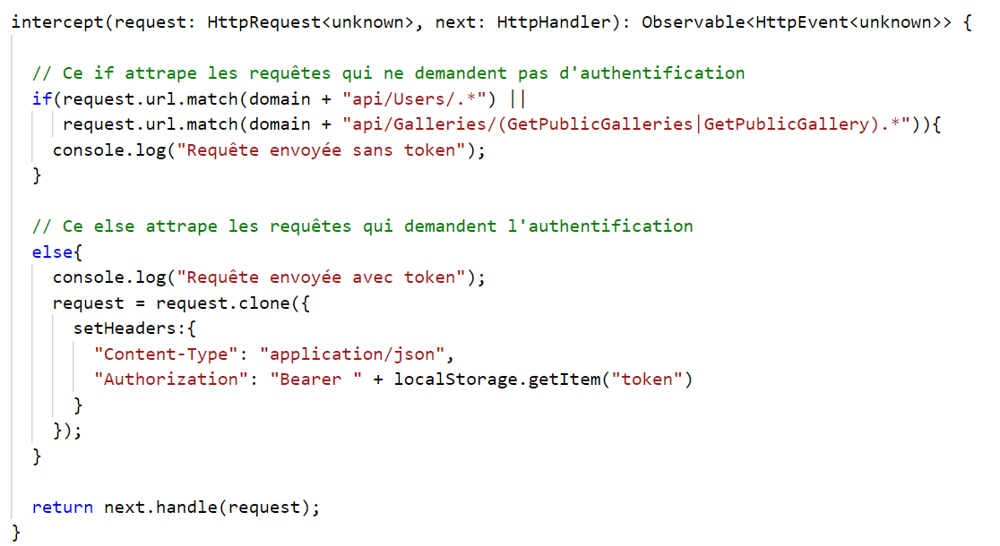 intercept(request: HttpRequest<unknown>, next: HttpHandler): Observable<HttpEvent<unknown>> {
// Ce if attrape les requêtes qui ne demandent pas d'authentification
if(request.url.match(domain + "api/Users/.*") ||
request.url.match(domain + "api/Galleries/(GetPublicGalleries|GetPublicGallery).*")){
console.log("Requête envoyée sans token");
}
// Ce else attrape les requêtes qui demandent l'authentification
else{
console.log("Requête envoyée avec token");
request = request.clone({
setHeaders:{
"Content-Type": "application/json",
"Authorization": "Bearer " + localStorage.getItem("token")
}
});
}
return next.handle(request);
}